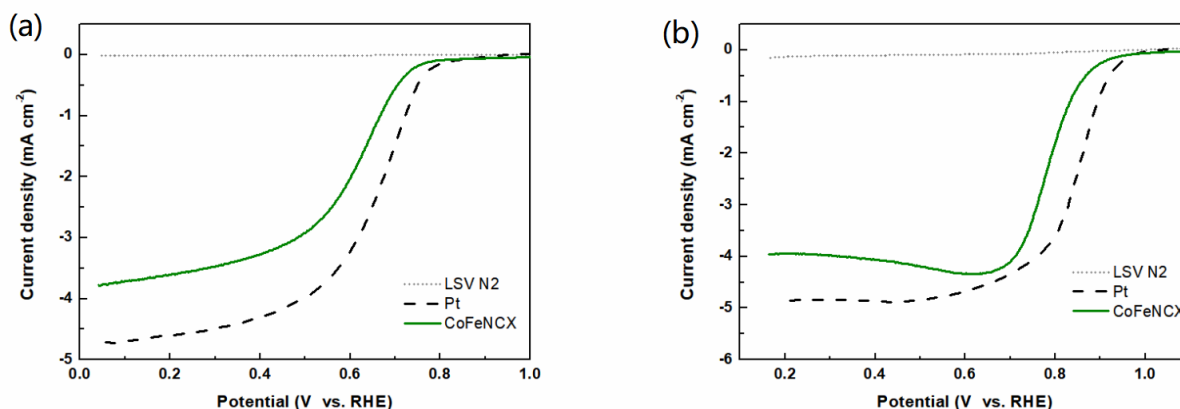 (a)
0
-1
-2
-3
-4
-5
Current density (mA cm-2)
LSV N2
Pt
CoFeNCX
0.0 0.2 0.4 0.6 0.8 1.0
Potential (V vs. RHE)
(b)
0
-1
-2
-3
-4
-5
-6
Current density (mA cm-2)
LSV N2
Pt
CoFeNCX
0.2 0.4 0.6 0.8 1.0
Potential (V vs. RHE)